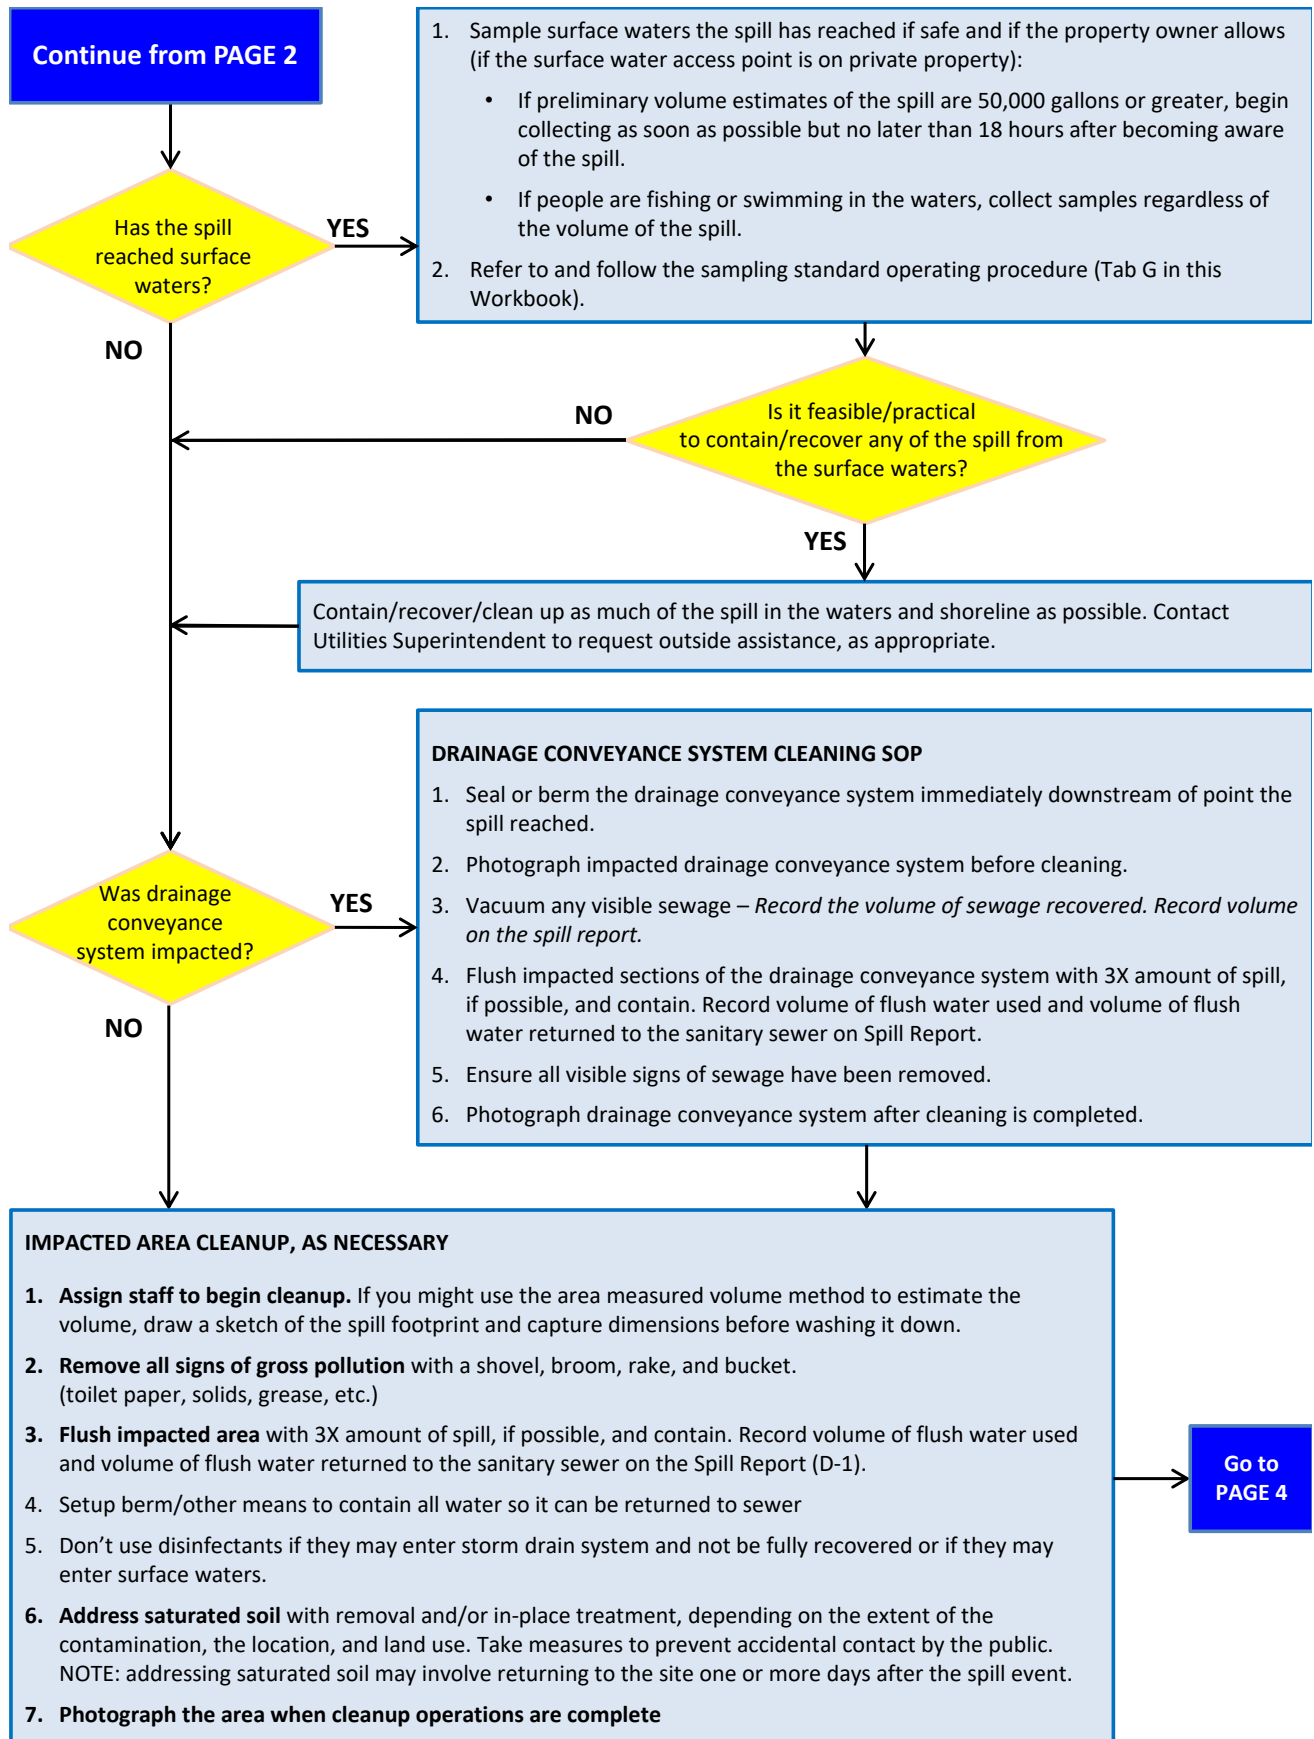 Continue from PAGE 2
1. Sample surface waters the spill has reached if safe and if the property owner allows
(if the surface water access point is on private property):
• If preliminary volume estimates of the spill are 50,000 gallons or greater, begin
collecting as soon as possible but no later than 18 hours after becoming aware
of the spill.
• If people are fishing or swimming in the waters, collect samples regardless of
the volume of the spill.
2. Refer to and follow the sampling standard operating procedure (Tab G in this
Workbook).
Has the spill
reached surface
waters?
YES
NO
Is it feasible/practical
to contain/recover any of the spill from
the surface waters?
NO
YES
Contain/recover/clean up as much of the spill in the waters and shoreline as possible. Contact
Utilities Superintendent to request outside assistance, as appropriate.
DRAINAGE CONVEYANCE SYSTEM CLEANING SOP
1. Seal or berm the drainage conveyance system immediately downstream of point the
spill reached.
2. Photograph impacted drainage conveyance system before cleaning.
3. Vacuum any visible sewage – Record the volume of sewage recovered. Record volume
on the spill report.
4. Flush impacted sections of the drainage conveyance system with 3X amount of spill,
if possible, and contain. Record volume of flush water used and volume of flush
water returned to the sanitary sewer on Spill Report.
5. Ensure all visible signs of sewage have been removed.
6. Photograph drainage conveyance system after cleaning is completed.
Was drainage
conveyance
system impacted?
YES
NO
IMPACTED AREA CLEANUP, AS NECESSARY
1. Assign staff to begin cleanup. If you might use the area measured volume method to estimate the
volume, draw a sketch of the spill footprint and capture dimensions before washing it down.
2. Remove all signs of gross pollution with a shovel, broom, rake, and bucket.
(toilet paper, solids, grease, etc.)
3. Flush impacted area with 3X amount of spill, if possible, and contain. Record volume of flush water used
and volume of flush water returned to the sanitary sewer on the Spill Report (D-1).
4. Setup berm/other means to contain all water so it can be returned to sewer
5. Don’t use disinfectants if they may enter storm drain system and not be fully recovered or if they may
enter surface waters.
6. Address saturated soil with removal and/or in-place treatment, depending on the extent of the
contamination, the location, and land use. Take measures to prevent accidental contact by the public.
NOTE: addressing saturated soil may involve returning to the site one or more days after the spill event.
7. Photograph the area when cleanup operations are complete
Go to
PAGE 4